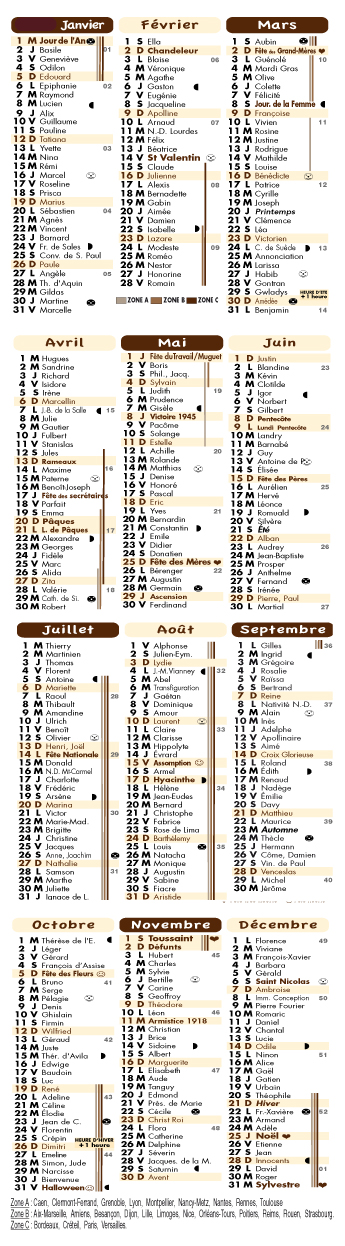 Janvier
1 M Jour de l'An
2 J Basile 01
3 V Geneviève
4 S Odilon
5 D Edouard
6 L Epiphanie 02
7 M Raymond
8 M Lucien
9 J Alix
10 V Guillaume
11 S Pauline
12 D Tatiana
13 L Yvette 03
14 M Nina
15 M Rémi
16 J Marcel
17 V Roseline
18 S Prisca
19 D Marius
20 L Sébastien 04
21 M Agnès
22 M Vincent
23 J Barnard
24 V Fr. de Sales
25 S Conv. de S. Paul
26 D Paule
27 L Angèle 05
28 M Th. d'Aquin
29 M Gildas
30 J Martine
31 V Marcelle
Février
1 S Ella
2 D Chandeleur
3 L Blaise 06
4 M Véronique
5 M Agathe
6 J Gaston
7 V Eugénie
8 S Jacqueline
9 D Apolline
10 L Arnaud 07
11 M N.-D. Lourdes
12 M Félix
13 J Béatrice
14 V St Valentin
15 S Claude
16 D Julienne
17 L Alexis 08
18 M Bernadette
19 M Gabin
20 J Aimée
21 V Damien
22 S Isabelle
23 D Lazare
24 L Modeste 09
25 M Roméo
26 M Nestor
27 J Honorine
28 V Romain
ZONE A ZONE B ZONE C
Mars
1 S Aubin
2 D Fête des Grand-Mères
3 L Guénolé 10
4 M Mardi Gras
5 M Olive
6 J Colette
7 V Félicité
8 S Jour. de la Femme
9 D Françoise
10 L Vivien 11
11 M Rosine
12 M Justine
13 J Rodrigue
14 V Mathilde
15 S Louise
16 D Bénédicte
17 L Patrice 12
18 M Cyrille
19 M Joseph
20 J Printemps
21 V Clémence
22 S Léa
23 D Victorien
24 L C. de Suède 13
25 M Annonciation
26 M Larissa
27 J Habib
28 V Gontran
29 S Gwladys HEURE D'ETE
30 D Amédée +1 heure
31 L Benjamin 14
Avril
1 M Hugues
2 M Sandrine
3 J Richard
4 V Isidore
5 S Irène
6 D Marcellin
7 L J.-B. de la Salle 15
8 M Julie
9 M Gautier
10 J Fulbert
11 V Stanislas
12 S Jules
13 D Rameaux
14 L Maxime 16
15 M Paterne
16 M Benoît-Joseph
17 J Fête des secrétaires
18 V Parfait
19 S Emma
20 D Pâques
21 L L. de Pâques 17
22 M Alexandre
23 M Georges
24 J Fidèle
25 V Marc
26 S Alida
27 D Zita
28 L Valérie 18
29 M Cath. de Si.
30 M Robert
Mai
1 J Fête du Travail/Muguet
2 V Boris
3 S Phil., Jacq.
4 D Sylvain
5 L Judith 19
6 M Prudence
7 M Gisèle
8 J Victoire 1945
9 V Pacôme
10 S Solange
11 D Estelle
12 L Achille 20
13 M Rolande
14 M Matthias
15 J Denise
16 V Honoré
17 S Pascal
18 D Eric
19 L Yves 21
20 M Bernardin
21 M Constantin
22 J Emile
23 V Didier
24 S Donatien
25 D Fête des Mères
26 L Bérenger 22
27 M Augustin
28 M Germain
29 J Ascension
30 V Ferdinand
Juin
1 D Justin
2 L Blandine 23
3 M Kévin
4 M Clotilde
5 J Igor
6 V Norbert
7 S Gilbert
8 D Pentecôte
9 L Lundi Pentecôte 24
10 M Landry
11 M Barnabé
12 J Guy
13 V Antoine de P.
14 S Élisée
15 D Fête des Pères
16 L Aurélien 25
17 M Hervé
18 M Léonce
19 J Romuald
20 V Silvère
21 S Été
22 D Alban
23 L Audrey 26
24 M Jean-Baptiste
25 M Prosper
26 J Anthelme
27 V Fernand
28 S Irénée
29 D Pierre, Paul
30 L Martial 27
Juillet
1 M Thierry
2 M Martinien
3 J Thomas
4 V Florent
5 S Antoine
6 D Mariette
7 L Raoul 28
8 M Thibault
9 M Amandine
10 J Ulrich
11 V Benoît
12 S Olivier
13 D Henri, Joël
14 L Fête Nationale 29
15 M Donald
16 M N.D. MtCarmel
17 J Charlotte
18 V Frédéric
19 S Arsène
20 D Marina
21 L Victor 30
22 M Marie-Mad.
23 M Brigitte
24 J Christine
25 V Jacques
26 S Anne, Joachim
27 D Nathalie
28 L Samson 31
29 M Marthe
30 M Juliette
31 J Ignace de L.
Août
1 V Alphonse
2 S Julien-Eym.
3 D Lydie
4 L J.-M. Vianney 32
5 M Abel
6 M Transfiguration
7 J Gaëtan
8 V Dominique
9 S Amour
10 D Laurent
11 L Claire 33
12 M Clarisse
13 M Hippolyte
14 J Evrard
15 V Assomption
16 S Armel
17 D Hyacinthe
18 L Hélène 34
19 M Jean-Eudes
20 M Bernard
21 J Christophe
22 V Fabrice
23 S Rose de Lima
24 D Barthélemy
25 L Louis 35
26 M Natacha
27 M Monique
28 J Augustin
29 V Sabine
30 S Fiacre
31 D Aristide
Septembre
1 L Gilles 36
2 M Ingrid
3 M Grégoire
4 J Rosalie
5 V Raïssa
6 S Bertrand
7 D Reine
8 L Nativité N.-D. 37
9 M Alain
10 M Inès
11 J Adelphe
12 V Apollinaire
13 S Aimé
14 D Croix Glorieuse
15 L Roland 38
16 M Édith
17 M Renaud
18 J Nadège
19 V Émilie
20 S Davy
21 D Matthieu
22 L Maurice 39
23 M Automne
24 M Thècle
25 J Hermann
26 V Côme, Damien
27 S Vin. de Paul
28 D Venceslas
29 L Michel 40
30 M Jérôme
Octobre
1 M Thérèse de l'E.
2 J Léger
3 V Gérard
4 S François d'Assise
5 D Fête des Fleurs
6 L Bruno 41
7 M Serge
8 M Pélagie
9 J Denis
10 V Ghislain
11 S Firmin
12 D Wilfried
13 L Géraud 42
14 M Juste
15 M Thér. d'Avila
16 J Edwige
17 V Baudoin
18 S Luc
19 D René
20 L Adeline 43
21 M Céline
22 M Élodie
23 J Jean de C.
24 V Florentin
25 S Crépin HEURE D'HIVER
26 D Dimitri +1 heure
27 L Emeline 44
28 M Simon, Jude
29 M Narcisse
30 J Bienvenue
31 V Halloween
Novembre
1 S Toussaint
2 D Défunts
3 L Hubert 45
4 M Charles
5 M Sylvie
6 J Bertille
7 V Carine
8 S Geoffroy
9 D Théodore
10 L Léon 46
11 M Armistice 1918
12 M Christian
13 J Brice
14 V Sidoine
15 S Albert
16 D Marguerite
17 L Elisabeth 47
18 M Aude
19 M Tanguy
20 J Edmond
21 V Prés. de Marie
22 S Cécile
23 D Christ Roi
24 L Flora 48
25 M Catherine
26 M Delphine
27 J Séverin
28 V Jacques. de la M.
29 S Saturnin
30 D Avent
Décembre
1 L Florence 49
2 M Viviane
3 M François-Xavier
4 J Barbara
5 V Gérald
6 S Saint Nicolas
7 D Ambroise
8 L Imm. Conception 50
9 M Pierre Fourier
10 M Romaric
11 J Daniel
12 V Chantal
13 S Lucie
14 D Odile
15 L Ninon 51
16 M Alice
17 M Gaël
18 J Gatien
19 V Urbain
20 S Théophile
21 D Hiver
22 L Fr.-Xavière 52
23 M Armand
24 M Adèle
25 J Noël
26 V Etienne
27 S Jean
28 D Innocents
29 L David 01
30 M Roger
31 M Sylvestre
Zone A : Caen, Clermont-Ferrand, Grenoble, Lyon, Montpellier, Nancy-Metz, Nantes, Rennes, Toulouse
Zone B : Aix-Marseille, Amiens, Besançon, Dijon, Lille, Limoges, Nice, Orléans-Tours, Poitiers, Reims, Rouen, Strasbourg.
Zone C : Bordeaux, Créteil, Paris, Versailles.